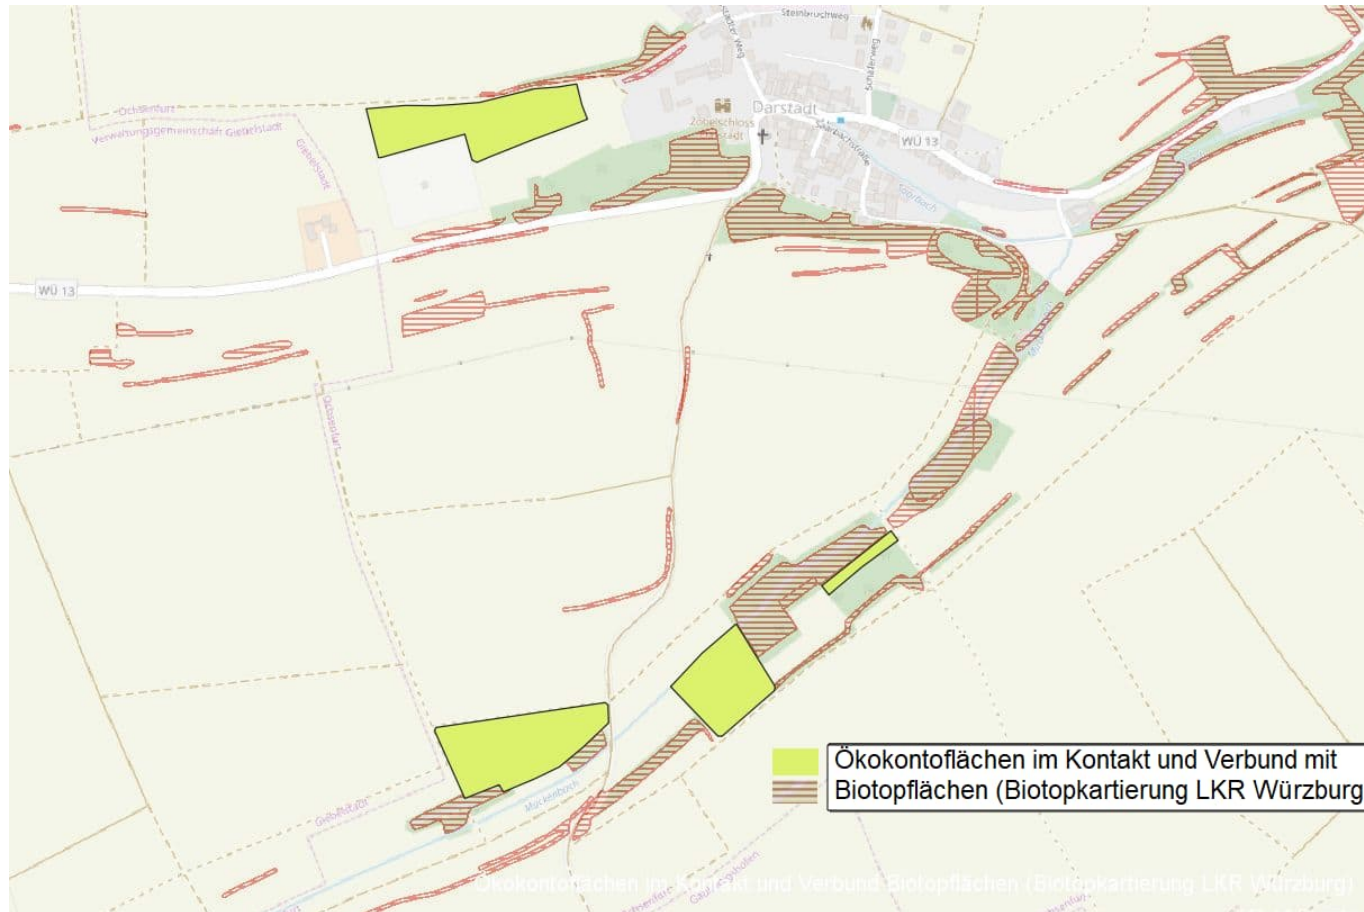 Steinbruchweg
Schäferweg
Ochsenfurt
Darstadt
Verwaltungsgemeinschaft Giebelstadt
Zobelschloss
WÜ 13
Giebelstadt
WÜ 13
Ochsenfurt
Ökokontoflächen im Kontakt und Verbund mit
Biotopflächen (Biotopkartierung LKR Würzburg
Mückenbach
Giebelstadt
Ökokontoflächen im Kontakt und Verbund Biotopflächen (Biotopkartierung LKR Würzburg)